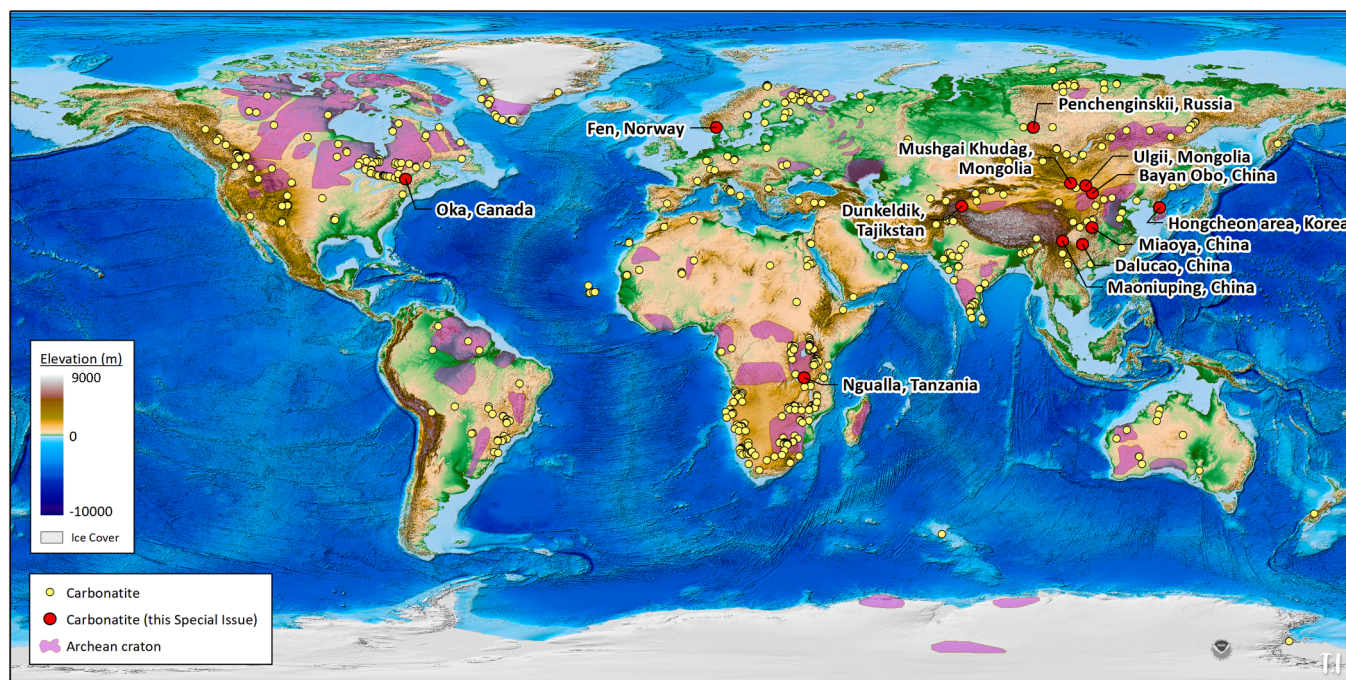 Penchenginskii, Russia
Fen, Norway
Mushgai Khudag,
Mongolia
Ulgii, Mongolia
Bayan Obo, China
Oka, Canada
Dunkeldik,
Tajikstan
Hongcheon area, Korea
Miaoya, China
Dalucao, China
Maoniuping, China
Ngualla, Tanzania
Elevation (m)
9000
0
-10000
Ice Cover
Carbonatite
Carbonatite (this Special Issue)
Archean craton
T.I